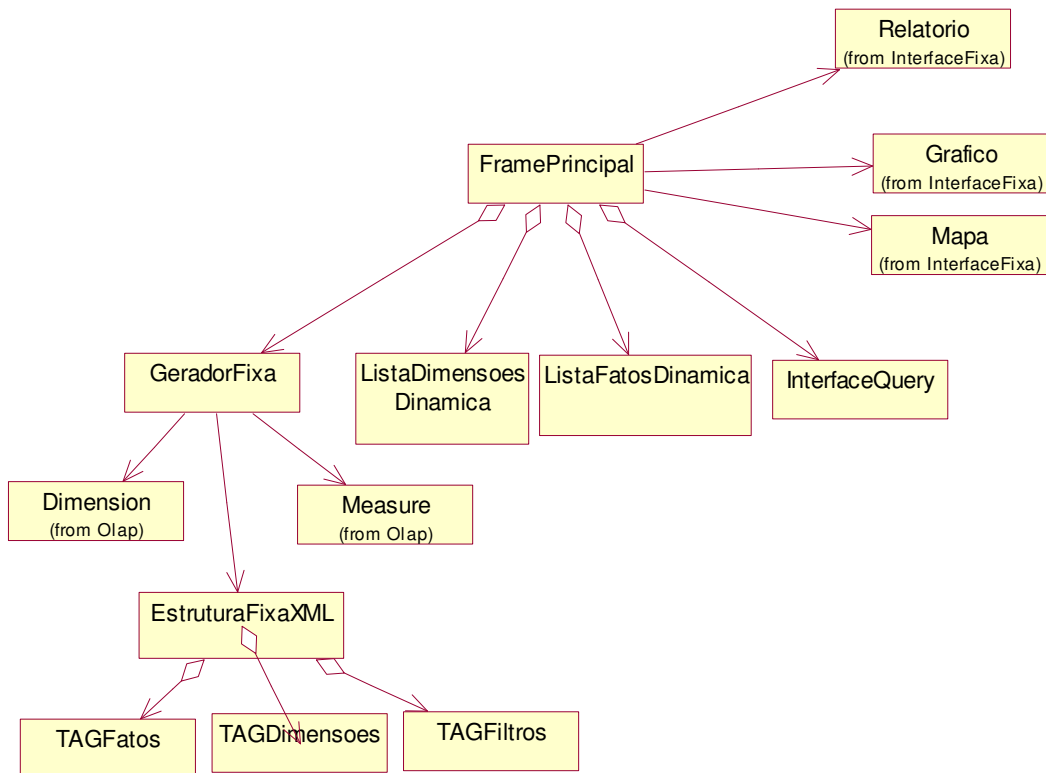 Relatorio
(from InterfaceFixa)
FramePrincipal
Grafico
(from InterfaceFixa)
Mapa
(from InterfaceFixa)
GeradorFixa
ListaDimensoes
Dinamica
ListaFatosDinamica
InterfaceQuery
Dimension
(from Olap)
Measure
(from Olap)
EstruturaFixaXML
TAGFatos
TAGDimensoes
TAGFiltros